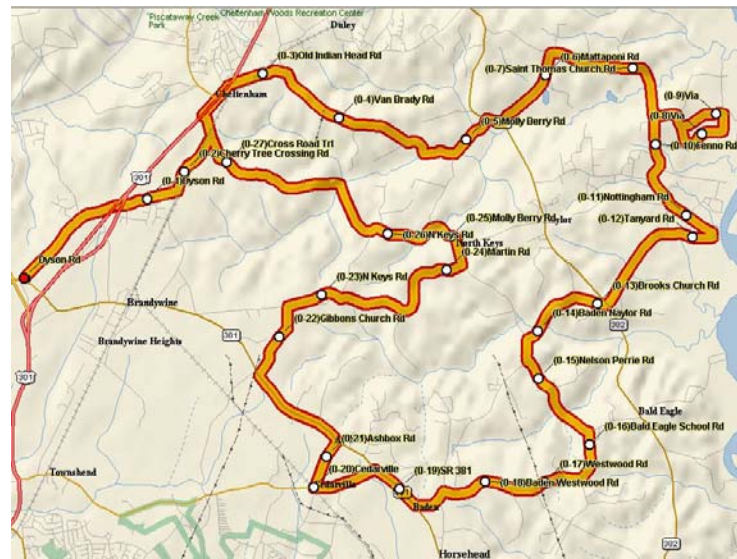 Cheltenham Woods Recreation Center
Piscataway Creek
Park
Daley
(0-3)Old Indian Head Rd
(0-6)Mattaponi Rd
(0-7)Saint Thomas Church Rd
Cheltenham
(0-4)Van Brady Rd
(0-9)Via
(0-5)Molly Berry Rd
(0-8)Via
(0-27)Cross Road Trl
(0-10)Fenno Rd
(0-2)Cherry Tree Crossing Rd
301
(0-1)Dyson Rd
(0-11)Nottingham Rd
(0-25)Molly Berry Rd
(0-12)Tanyard Rd
(0-26)N Keys Rd
North Keys
(0-24)Martin Rd
Dyson Rd
(0-23)N Keys Rd
(0-13)Brooks Church Rd
Brandywine
(0-14)Baden Naylor Rd
(0-22)Gibbons Church Rd
382
381
Brandywine Heights
(0-15)Nelson Perrie Rd
301
Bald Eagle
(0-16)Bald Eagle School Rd
(0-21)Ashbox Rd
(0-17)Westwood Rd
Townshend
(0-20)Cedarville
(0-19)SR 381
(0-18)Baden Westwood Rd
Cedarville
Baden
382
Horsehead